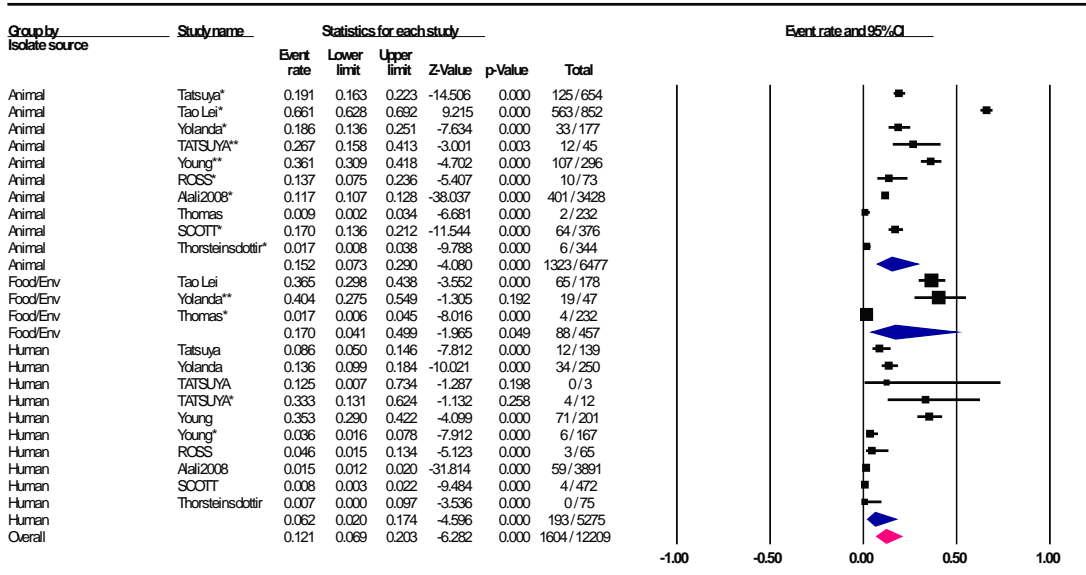 Group by Study name Statistics for each study Event rate and 95% CI
Isolate source
Event Lower Upper
rate limit limit Z-Value p-Value Total
Animal Tatsuya* 0.191 0.163 0.223 -14.506 0.000 125 / 654
Animal Tao Lei* 0.661 0.628 0.692 9.215 0.000 563 / 852
Animal Yolanda* 0.186 0.136 0.251 -7.634 0.000 33 / 177
Animal TATSUYA** 0.267 0.158 0.413 -3.001 0.003 12 / 45
Animal Young** 0.361 0.309 0.418 -4.702 0.000 107 / 296
Animal ROSS* 0.137 0.075 0.236 -5.407 0.000 10 / 73
Animal Alali2008* 0.117 0.107 0.128 -38.037 0.000 401 / 3428
Animal Thomas 0.009 0.002 0.034 -6.681 0.000 2 / 232
Animal SCOTT* 0.170 0.136 0.212 -11.544 0.000 64 / 376
Animal Thorsteinsdottir* 0.017 0.008 0.038 -9.788 0.000 6 / 344
Animal 0.152 0.073 0.290 -4.080 0.000 1323 / 6477
Food/Env Tao Lei 0.365 0.298 0.438 -3.552 0.000 65 / 178
Food/Env Yolanda** 0.404 0.275 0.549 -1.305 0.192 19 / 47
Food/Env Thomas* 0.017 0.006 0.045 -8.016 0.000 4 / 232
Food/Env 0.170 0.041 0.499 -1.965 0.049 88 / 457
Human Tatsuya 0.086 0.050 0.146 -7.812 0.000 12 / 139
Human Yolanda 0.136 0.099 0.184 -10.021 0.000 34 / 250
Human TATSUYA 0.125 0.007 0.734 -1.287 0.198 0 / 3
Human TATSUYA* 0.333 0.131 0.624 -1.132 0.258 4 / 12
Human Young 0.353 0.290 0.422 -4.099 0.000 71 / 201
Human Young* 0.036 0.016 0.078 -7.912 0.000 6 / 167
Human ROSS 0.046 0.015 0.134 -5.123 0.000 3 / 65
Human Alali2008 0.015 0.012 0.020 -31.814 0.000 59 / 3891
Human SCOTT 0.008 0.003 0.022 -9.484 0.000 4 / 472
Human Thorsteinsdottir 0.007 0.000 0.097 -3.536 0.000 0 / 75
Human 0.062 0.020 0.174 -4.596 0.000 193 / 5275
Overall 0.121 0.069 0.203 -6.282 0.000 1604 / 12209
-1.00 -0.50 0.00 0.50 1.00